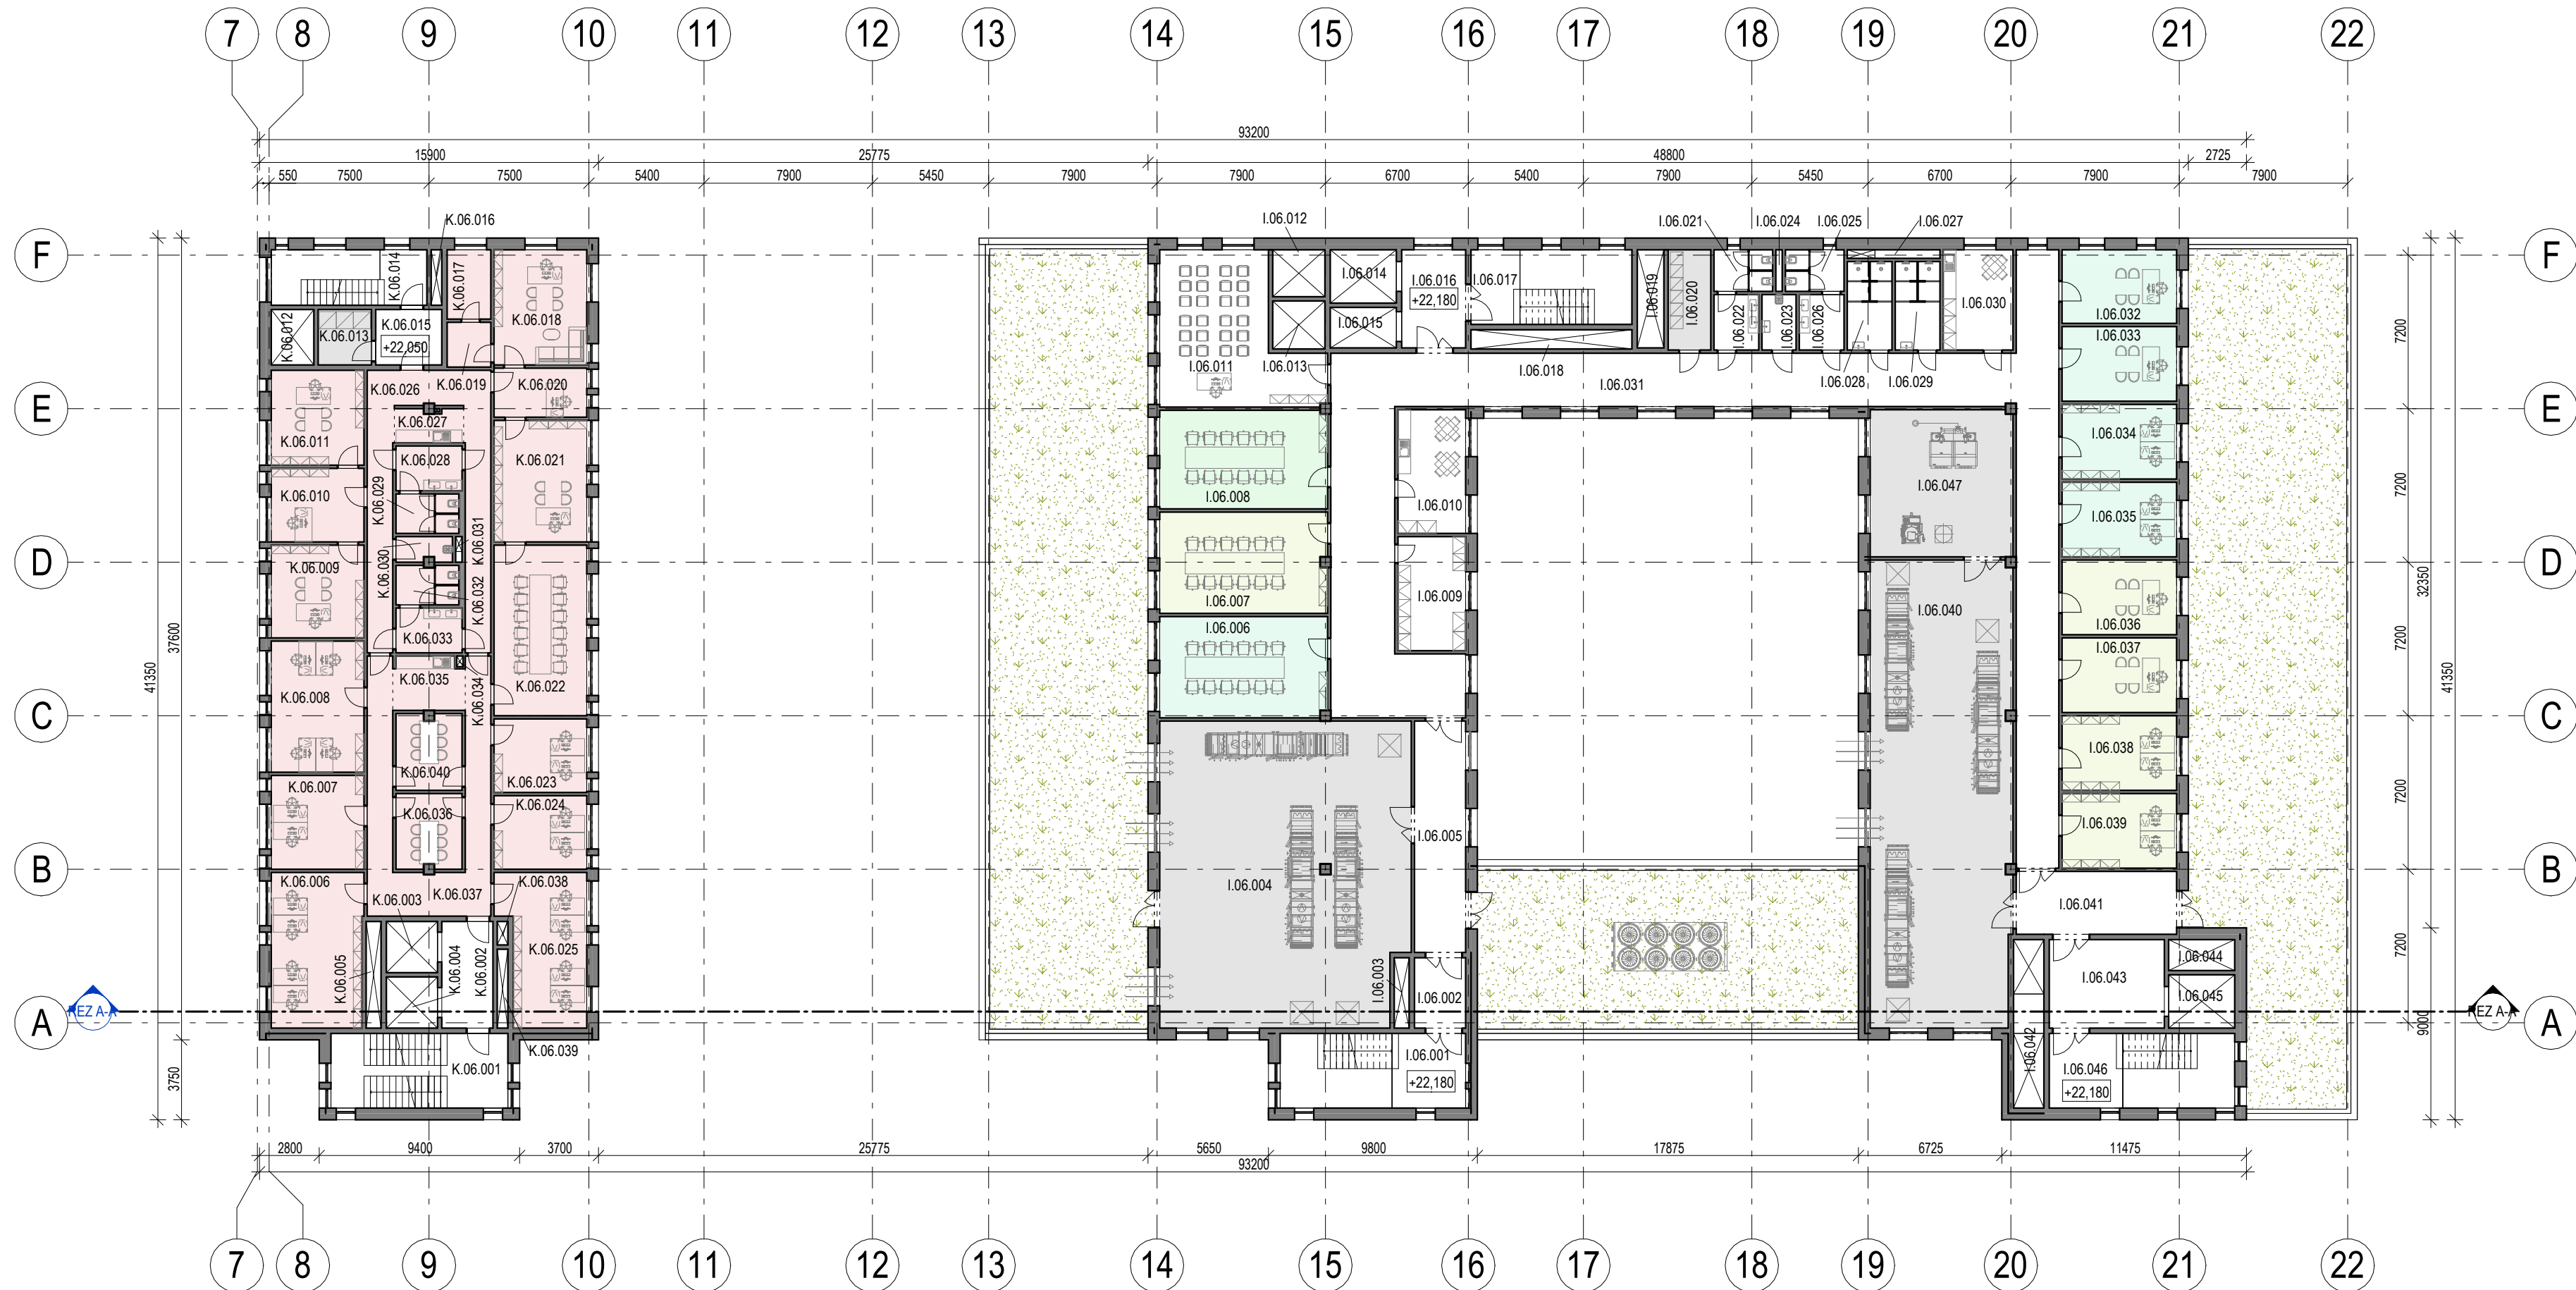 7 8 9 10 11 12 13 14 15 16 17 18 19 20 21 22
93200
15900 25775 48800 2725
550 7500 7500 5400 7900 5450 7900 7900 6700 5400 7900 5450 6700 7900 7900
K.06.016 I.06.012 I.06.021 I.06.024 I.06.025 I.06.027
F F
K.06.014 K.06.017 I.06.014 I.06.016 I.06.017 I.06.019 I.06.020
+22,180
K.06.012 K.06.013 K.06.015 K.06.018 I.06.015 I.06.022 I.06.023 I.06.026 I.06.030 I.06.032
+22,050
I.06.033
7200
K.06.026 K.06.019 K.06.020 I.06.011 I.06.013 I.06.018 I.06.031 I.06.028 I.06.029
E E
K.06.011 K.06.027 I.06.034
K.06.028 K.06.021
K.06.010 K.06.029 I.06.008 I.06.010 I.06.047 I.06.035
7200
K.06.031
D D
K.06.009 K.06.030 K.06.032 I.06.007 I.06.009 I.06.040 I.06.036
32350
K.06.033 I.06.006 I.06.037
7200
37600
41350 41350
K.06.008 K.06.035 K.06.034 K.06.022
C C
I.06.038
K.06.007 K.06.040 K.06.023
K.06.036 K.06.024 I.06.005 I.06.039
7200
B B
K.06.006 K.06.003 K.06.037 K.06.038 I.06.004 I.06.041
K.06.005 K.06.004 K.06.002 K.06.025 I.06.003 I.06.002 I.06.043 I.06.044
7200
I.06.045
A A
ŘEZ A-A ŘEZ A-A
9000
K.06.039 I.06.042
3750
K.06.001 I.06.001 I.06.046
+22,180 +22,180
2800 9400 3700 25775 5650 9800 17875 6725 11475
93200
7 8 9 10 11 12 13 14 15 16 17 18 19 20 21 22